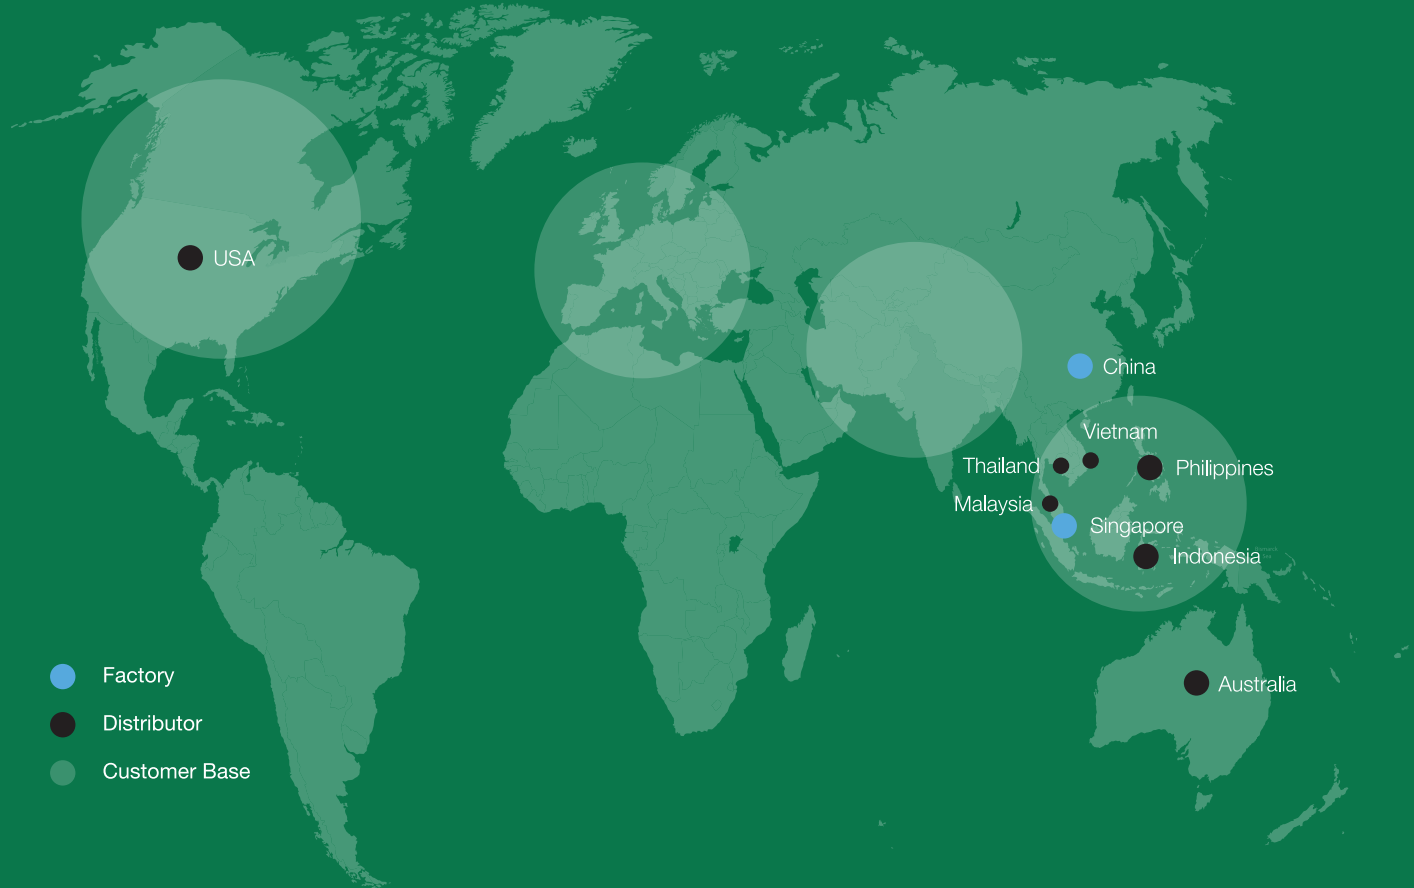 USA
China
Vietnam
Thailand
Philippines
Malaysia
Singapore
Indonesia
Factory
Distributor
Australia
Customer Base